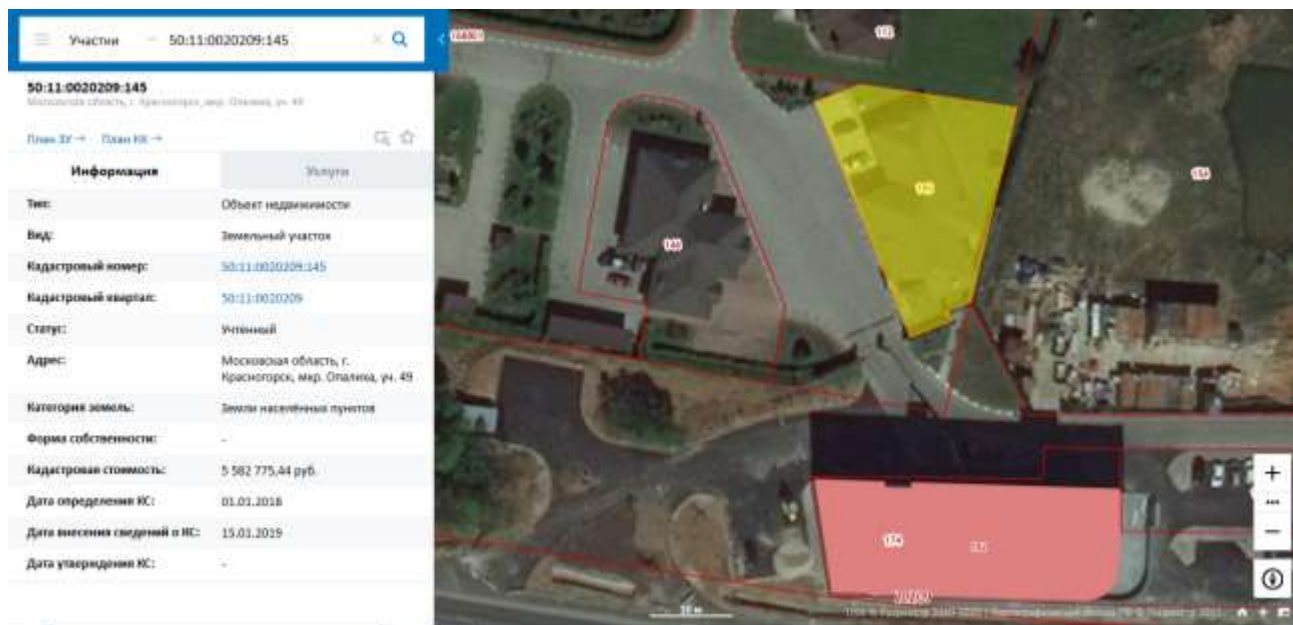 Участки 50:11:0020209:145
50:11:0020209:145
Московская область, г. Красногорск, мкр. Опалиха, уч. 49
План ЗУ → План КК →
Информация Услуги
Тип: Объект недвижимости
Вид: Земельный участок
Кадастровый номер: 50:11:0020209:145
Кадастровый квартал: 50:11:0020209
Статус: Учтенный
Адрес: Московская область, г.
Красногорск, мкр. Опалиха, уч. 49
Категория земель: Земли населённых пунктов
Форма собственности: -
Кадастровая стоимость: 5 582 775,44 руб.
Дата определения КС: 01.01.2018
Дата внесения сведений о КС: 15.01.2019
Дата утверждения КС: -